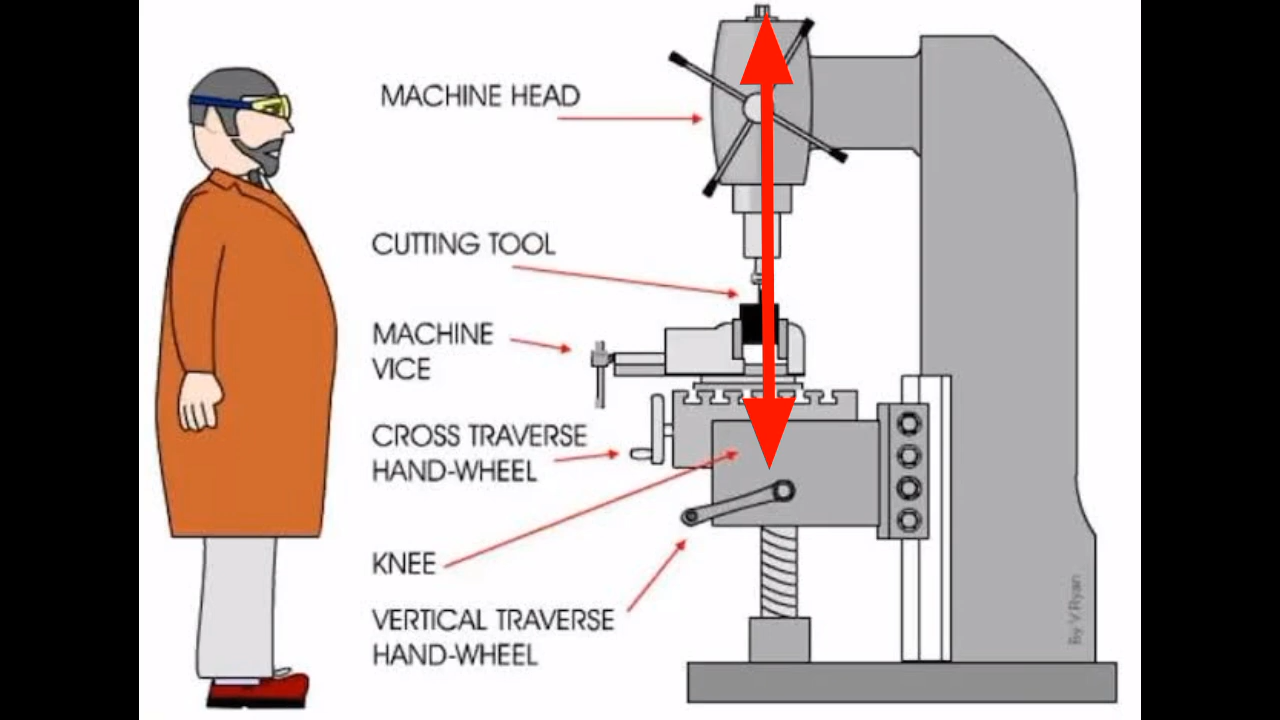 MACHINE HEAD
CUTTING TOOL
MACHINE
VICE
CROSS TRAVERSE
HAND-WHEEL
KNEE
VERTICAL TRAVERSE
HAND-WHEEL
By V Ryan